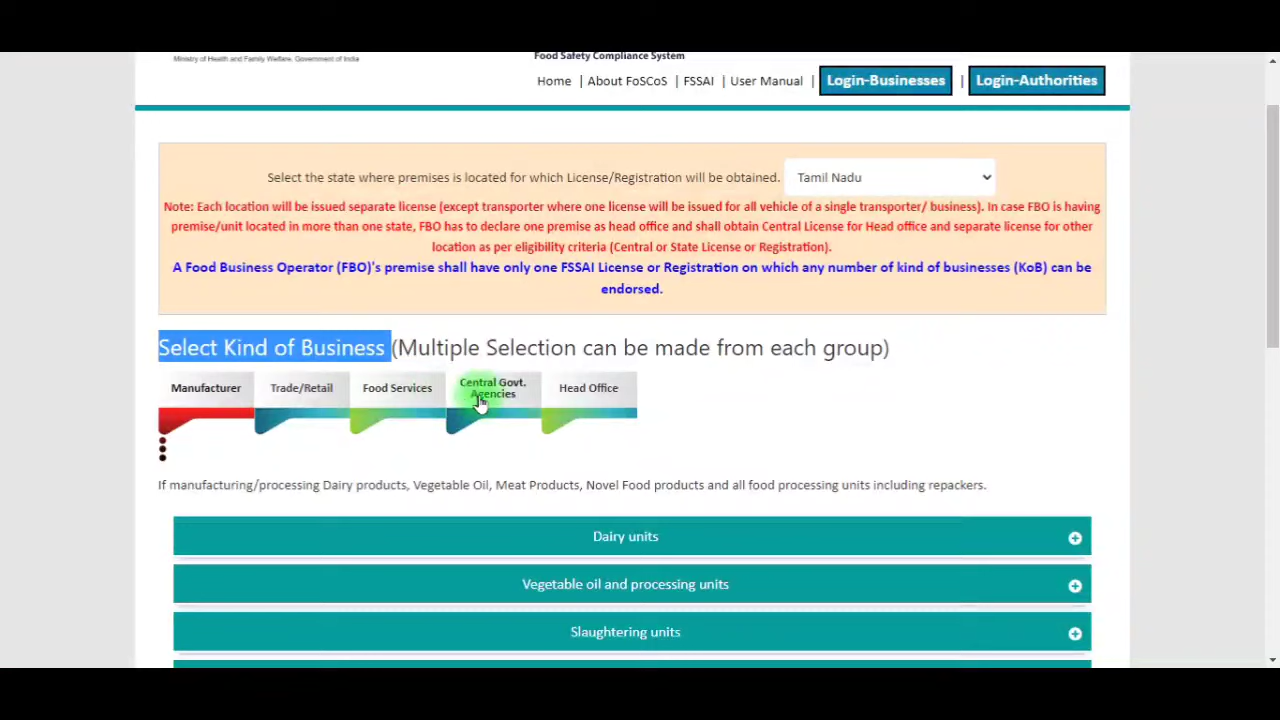 Ministry of Health and Family Welfare, Government of India
Food Safety Compliance System
Home | About FoSCoS | FSSAI | User Manual | Login-Businesses | Login-Authorities
Select the state where premises is located for which License/Registration will be obtained. Tamil Nadu
Note: Each location will be issued separate license (except transporter where one license will be issued for all vehicle of a single transporter/ business). In case FBO is having
premise/unit located in more than one state, FBO has to declare one premise as head office and shall obtain Central License for Head office and separate license for other
location as per eligibility criteria (Central or State License or Registration).
A Food Business Operator (FBO)'s premise shall have only one FSSAI License or Registration on which any number of kind of businesses (KoB) can be
endorsed.
Select Kind of Business (Multiple Selection can be made from each group)
Manufacturer
Trade/Retail
Food Services
Central Govt.
Agencies
Head Office
If manufacturing/processing Dairy products, Vegetable Oil, Meat Products, Novel Food products and all food processing units including repackers.
Dairy units
Vegetable oil and processing units
Slaughtering units